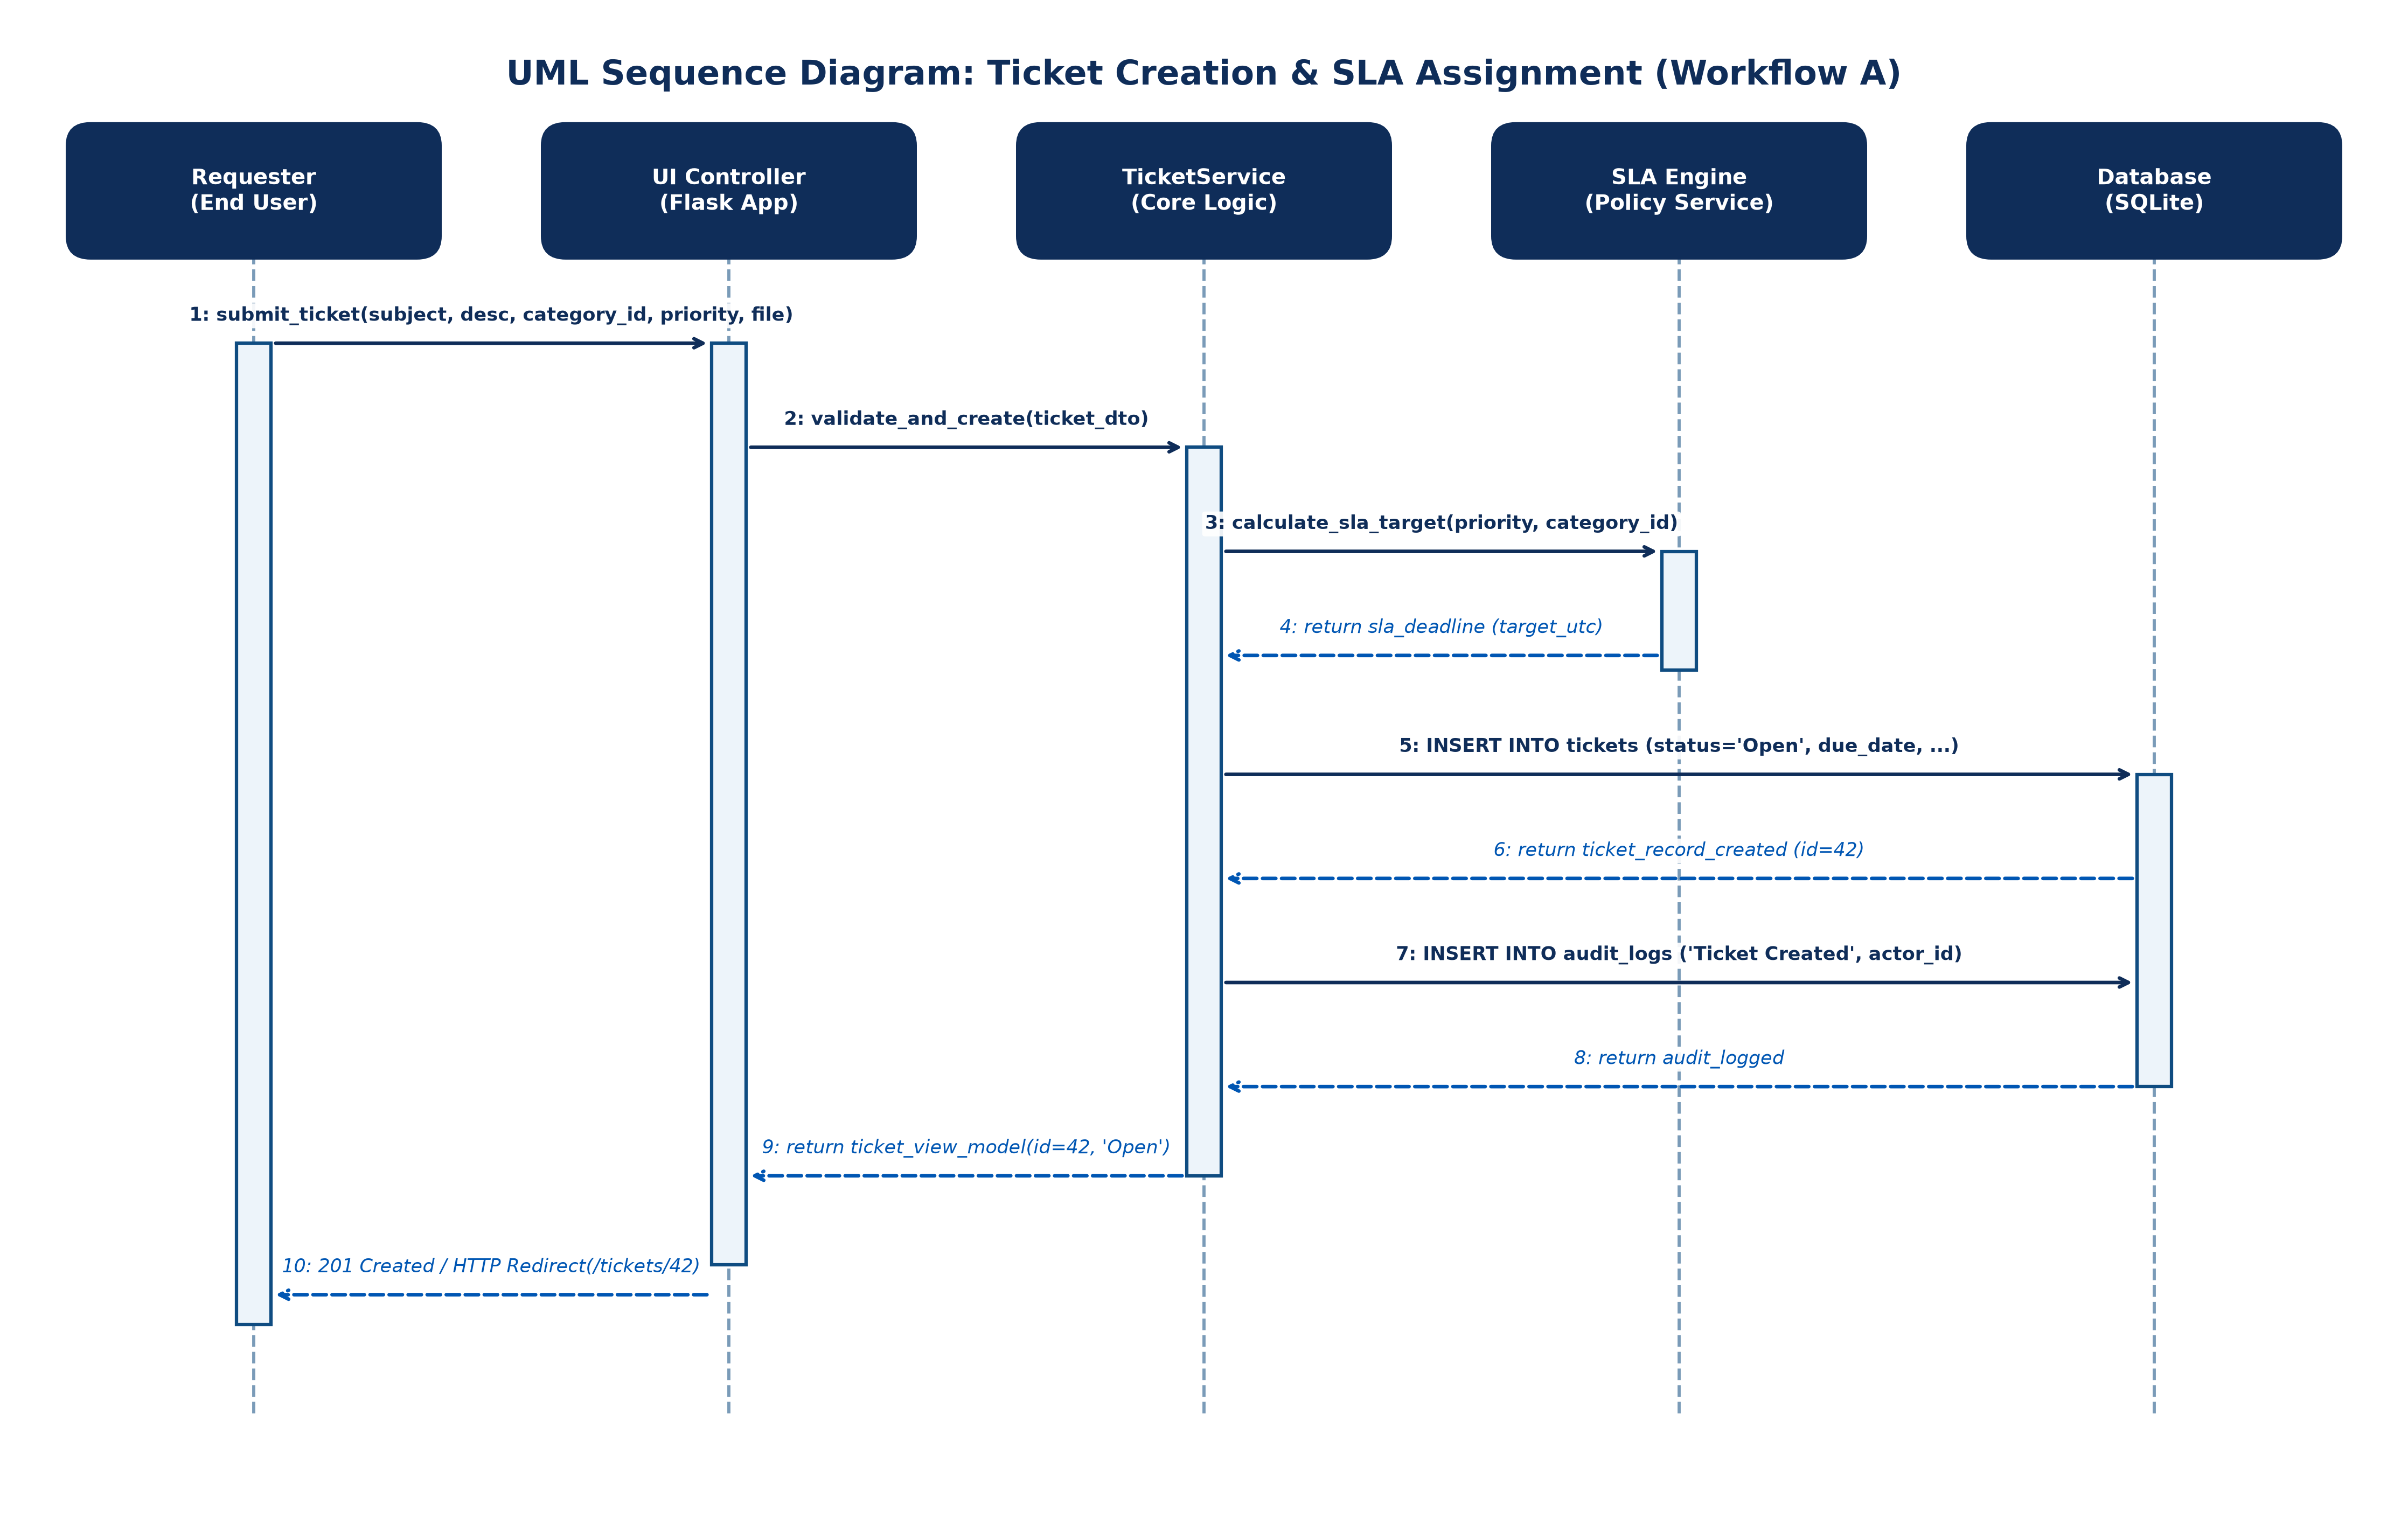 UML Sequence Diagram: Ticket Creation & SLA Assignment (Workflow A)
Requester
(End User)
UI Controller
(Flask App)
TicketService
(Core Logic)
SLA Engine
(Policy Service)
Database
(SQLite)
1: submit_ticket(subject, desc, category_id, priority, file)
2: validate_and_create(ticket_dto)
3: calculate_sla_target(priority, category_id)
4: return sla_deadline (target_utc)
5: INSERT INTO tickets (status='Open', due_date, ...)
6: return ticket_record_created (id=42)
7: INSERT INTO audit_logs ('Ticket Created', actor_id)
8: return audit_logged
9: return ticket_view_model(id=42, 'Open')
10: 201 Created / HTTP Redirect(/tickets/42)